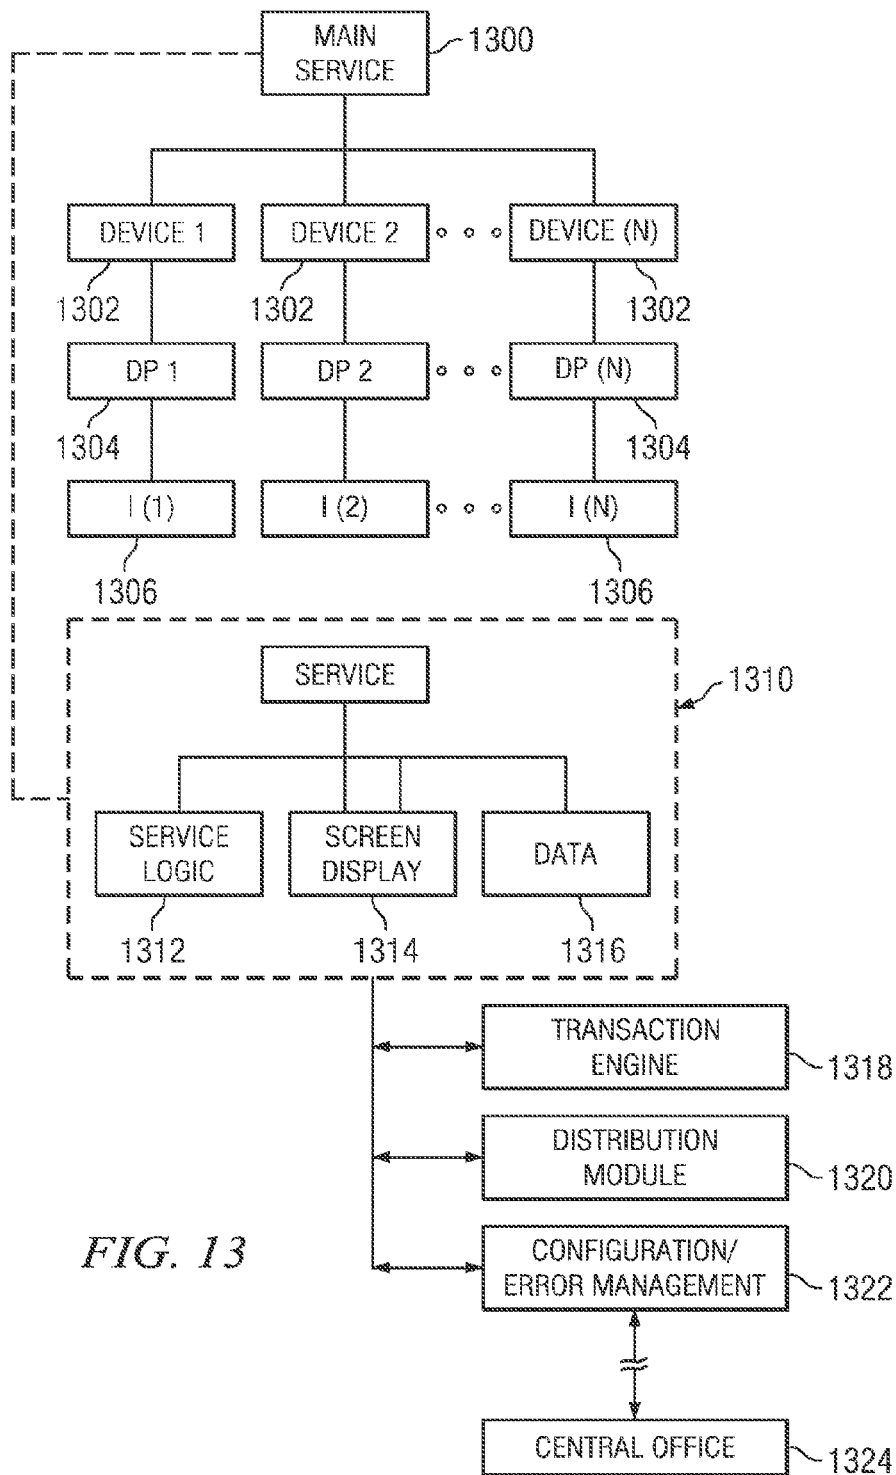 MAIN
SERVICE
1300
DEVICE 1
DEVICE 2
DEVICE (N)
1302
1302
1302
DP 1
DP 2
DP (N)
1304
1304
I (1)
I (2)
I (N)
1306
1306
SERVICE
1310
SERVICE
LOGIC
SCREEN
DISPLAY
DATA
1312
1314
1316
TRANSACTION
ENGINE
1318
DISTRIBUTION
MODULE
1320
FIG. 13
CONFIGURATION/
ERROR MANAGEMENT
1322
CENTRAL OFFICE
1324